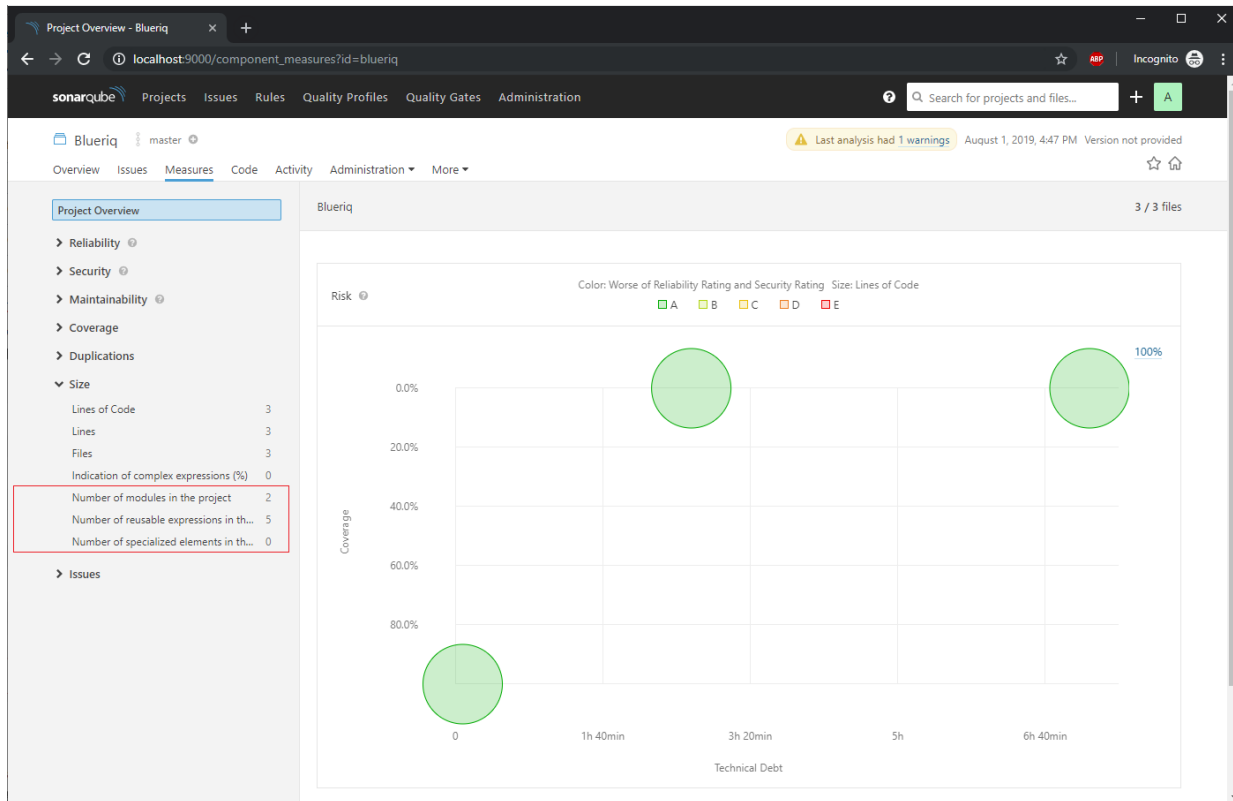 Project Overview - Blueriq
localhost:9000/component_measures?id=blueriq
ABP
Incognito
sonarqube Projects Issues Rules Quality Profiles Quality Gates Administration
Search for projects and files...
A
Blueriq master
Last analysis had 1 warnings August 1, 2019, 4:47 PM Version not provided
Overview Issues Measures Code Activity Administration More
Project Overview
Reliability
Security
Maintainability
Coverage
Duplications
Size
Lines of Code 3
Lines 3
Files 3
Indication of complex expressions (%) 0
Number of modules in the project 2
Number of reusable expressions in th... 5
Number of specialized elements in th... 0
Issues
Blueriq 3 / 3 files
Risk
Color: Worse of Reliability Rating and Security Rating Size: Lines of Code
A B C D E
100%
0.0%
20.0%
40.0%
60.0%
80.0%
Coverage
0 1h 40min 3h 20min 5h 6h 40min
Technical Debt